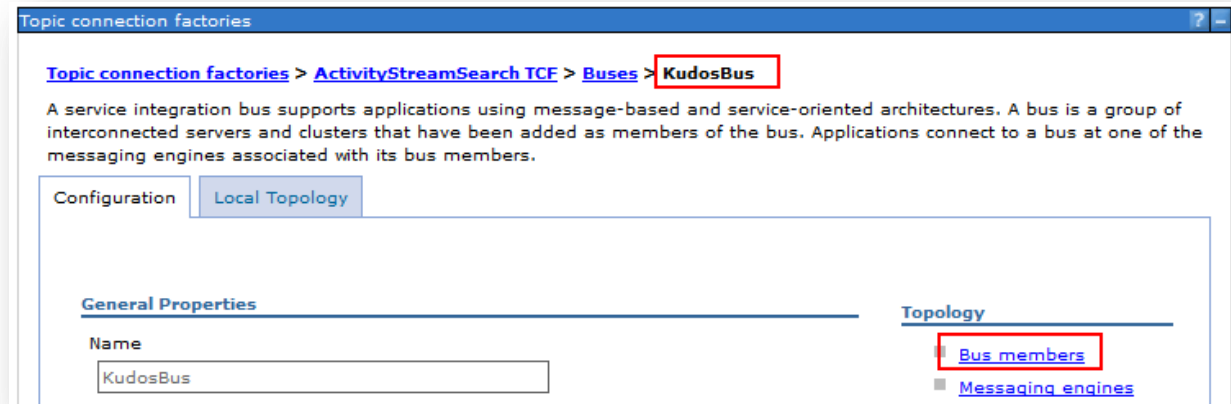 Topic connection factories ? –
Topic connection factories > ActivityStreamSearch TCF > Buses > KudosBus
A service integration bus supports applications using message-based and service-oriented architectures. A bus is a group of
interconnected servers and clusters that have been added as members of the bus. Applications connect to a bus at one of the
messaging engines associated with its bus members.
Configuration Local Topology
General Properties
Topology
Name
Bus members
KudosBus
Messaging engines